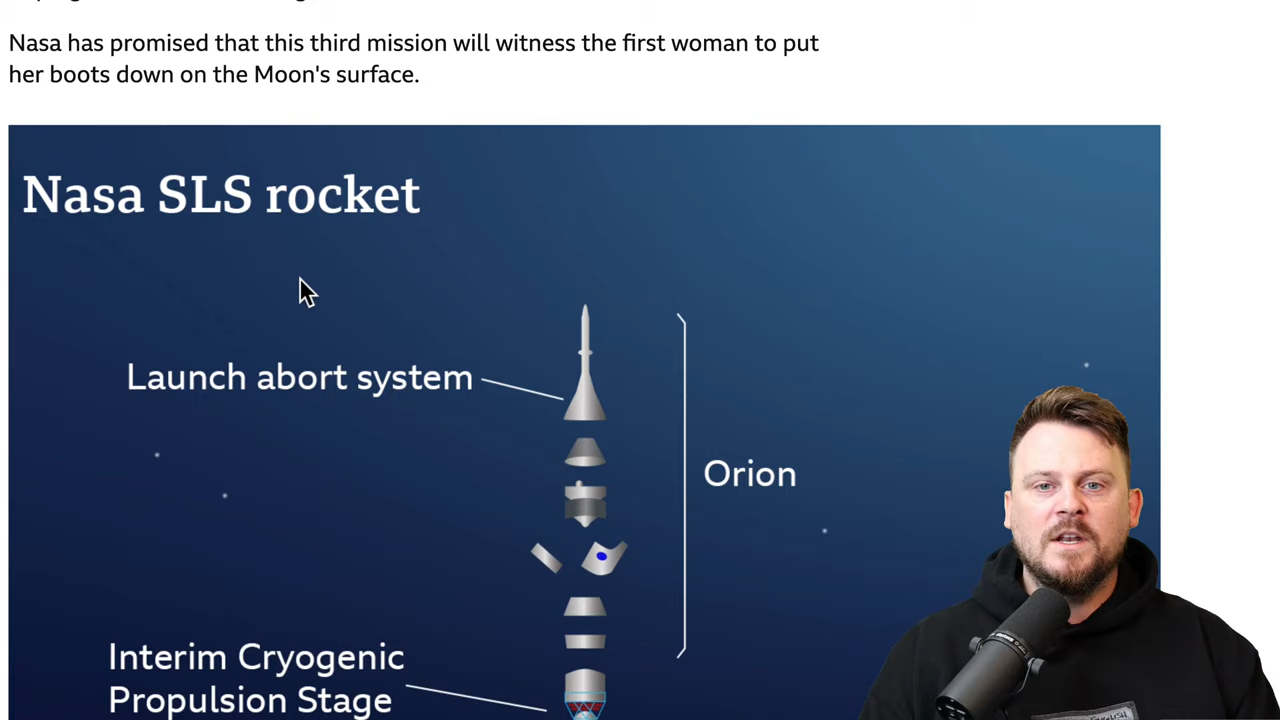 Nasa has promised that this third mission will witness the first woman to put
her boots down on the Moon's surface.
Nasa SLS rocket
Launch abort system
Orion
Interim Cryogenic
Propulsion Stage